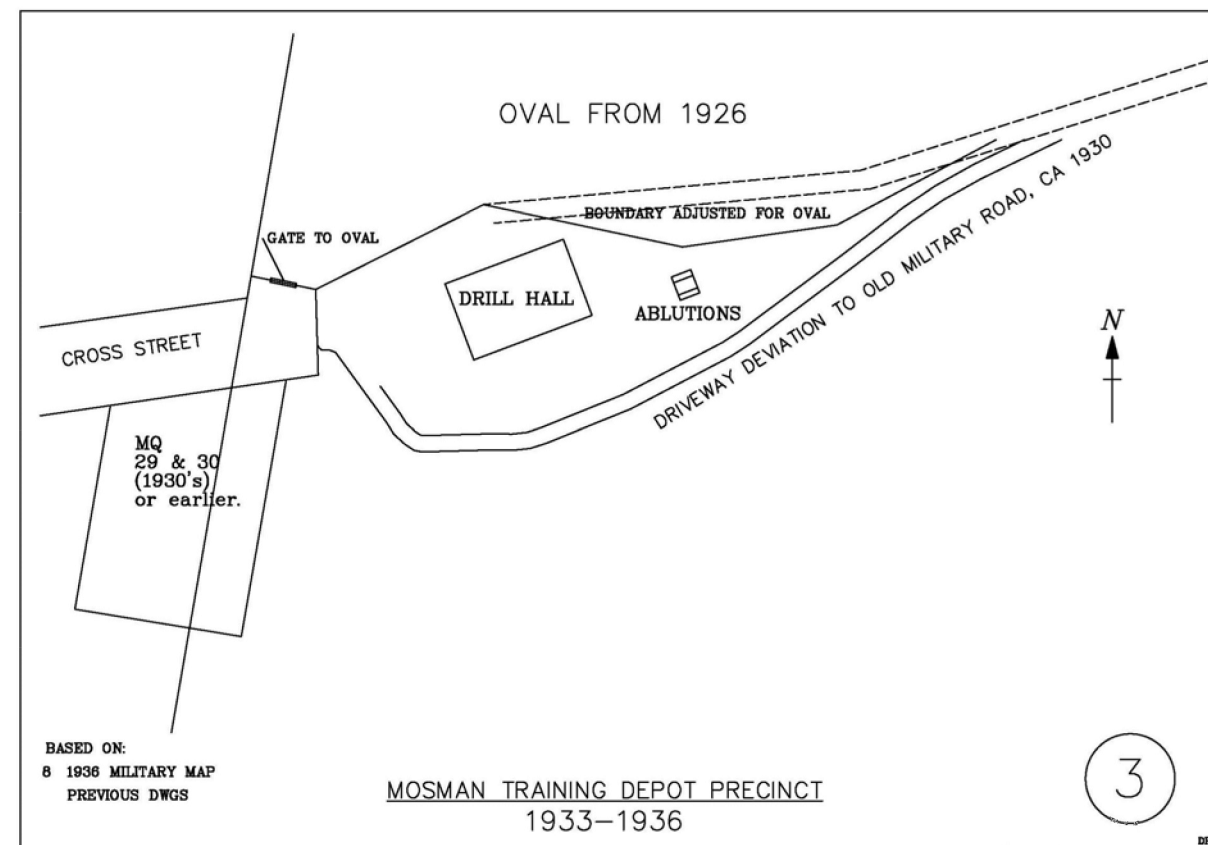 OVAL FROM 1926
BOUNDARY ADJUSTED FOR OVAL
GATE TO OVAL
DRILL HALL
ABLUTIONS
DRIVEWAY DEVIATION TO OLD MILITARY ROAD, CA 1930
CROSS STREET
N
MQ
29 & 30
(1930's)
or earlier.
BASED ON:
8 1936 MILITARY MAP
PREVIOUS DWGS
MOSMAN TRAINING DEPOT PRECINCT
1933–1936
3